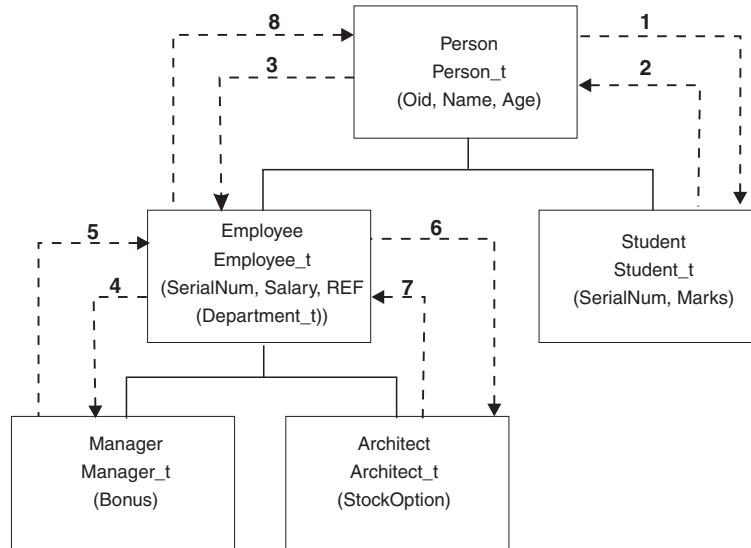 8
1
Person
3
2
Person_t
(Oid, Name, Age)
5
Employee
6
Student
Employee_t
Student_t
4
(SerialNum, Salary, REF
7
(SerialNum, Marks)
(Department_t))
Manager
Architect
Manager_t
Architect_t
(Bonus)
(StockOption)